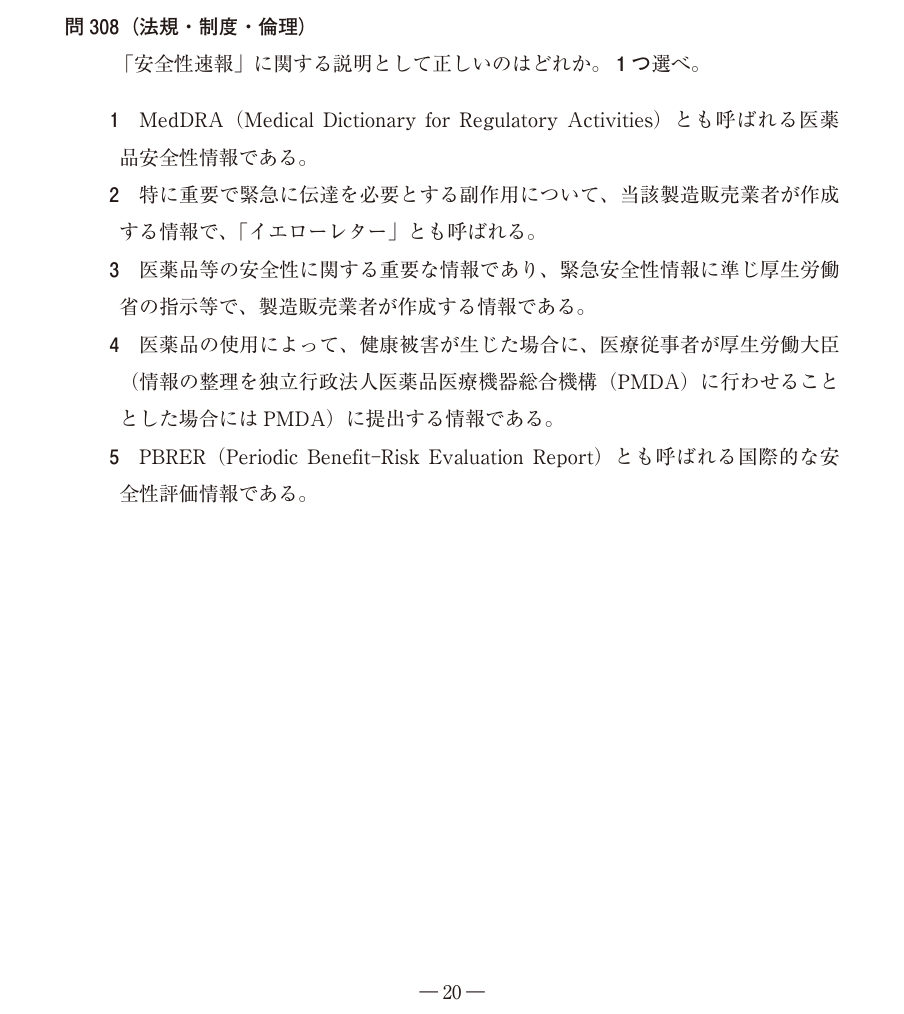 問 308（法規・制度・倫理）
「安全性速報」に関する説明として正しいのはどれか。1つ選べ。
1 MedDRA（Medical Dictionary for Regulatory Activities）とも呼ばれる医薬
品安全性情報である。
2 特に重要で緊急に伝達を必要とする副作用について、当該製造販売業者が作成
する情報で、「イエローレター」とも呼ばれる。
3 医薬品等の安全性に関する重要な情報であり、緊急安全性情報に準じ厚生労働
省の指示等で、製造販売業者が作成する情報である。
4 医薬品の使用によって、健康被害が生じた場合に、医療従事者が厚生労働大臣
（情報の整理を独立行政法人医薬品医療機器総合機構（PMDA）に行わせること
とした場合には PMDA）に提出する情報である。
5 PBRER（Periodic Benefit-Risk Evaluation Report）とも呼ばれる国際的な安
全性評価情報である。
— 20 —